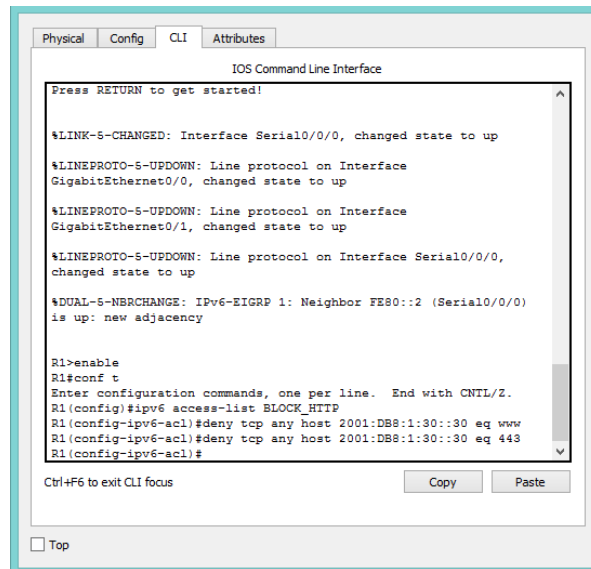 Physical Config CLI Attributes
IOS Command Line Interface
Press RETURN to get started!
%LINK-5-CHANGED: Interface Serial0/0/0, changed state to up
%LINEPROTO-5-UPDOWN: Line protocol on Interface
GigabitEthernet0/0, changed state to up
%LINEPROTO-5-UPDOWN: Line protocol on Interface
GigabitEthernet0/1, changed state to up
%LINEPROTO-5-UPDOWN: Line protocol on Interface Serial0/0/0,
changed state to up
%DUAL-5-NBRCHANGE: IPv6-EIGRP 1: Neighbor FE80::2 (Serial0/0/0)
is up: new adjacency
R1>enable
R1#conf t
Enter configuration commands, one per line.  End with CNTL/Z.
R1(config)#ipv6 access-list BLOCK_HTTP
R1(config-ipv6-acl)#deny tcp any host 2001:DB8:1:30::30 eq www
R1(config-ipv6-acl)#deny tcp any host 2001:DB8:1:30::30 eq 443
R1(config-ipv6-acl)#
Ctrl+F6 to exit CLI focus Copy Paste
Top